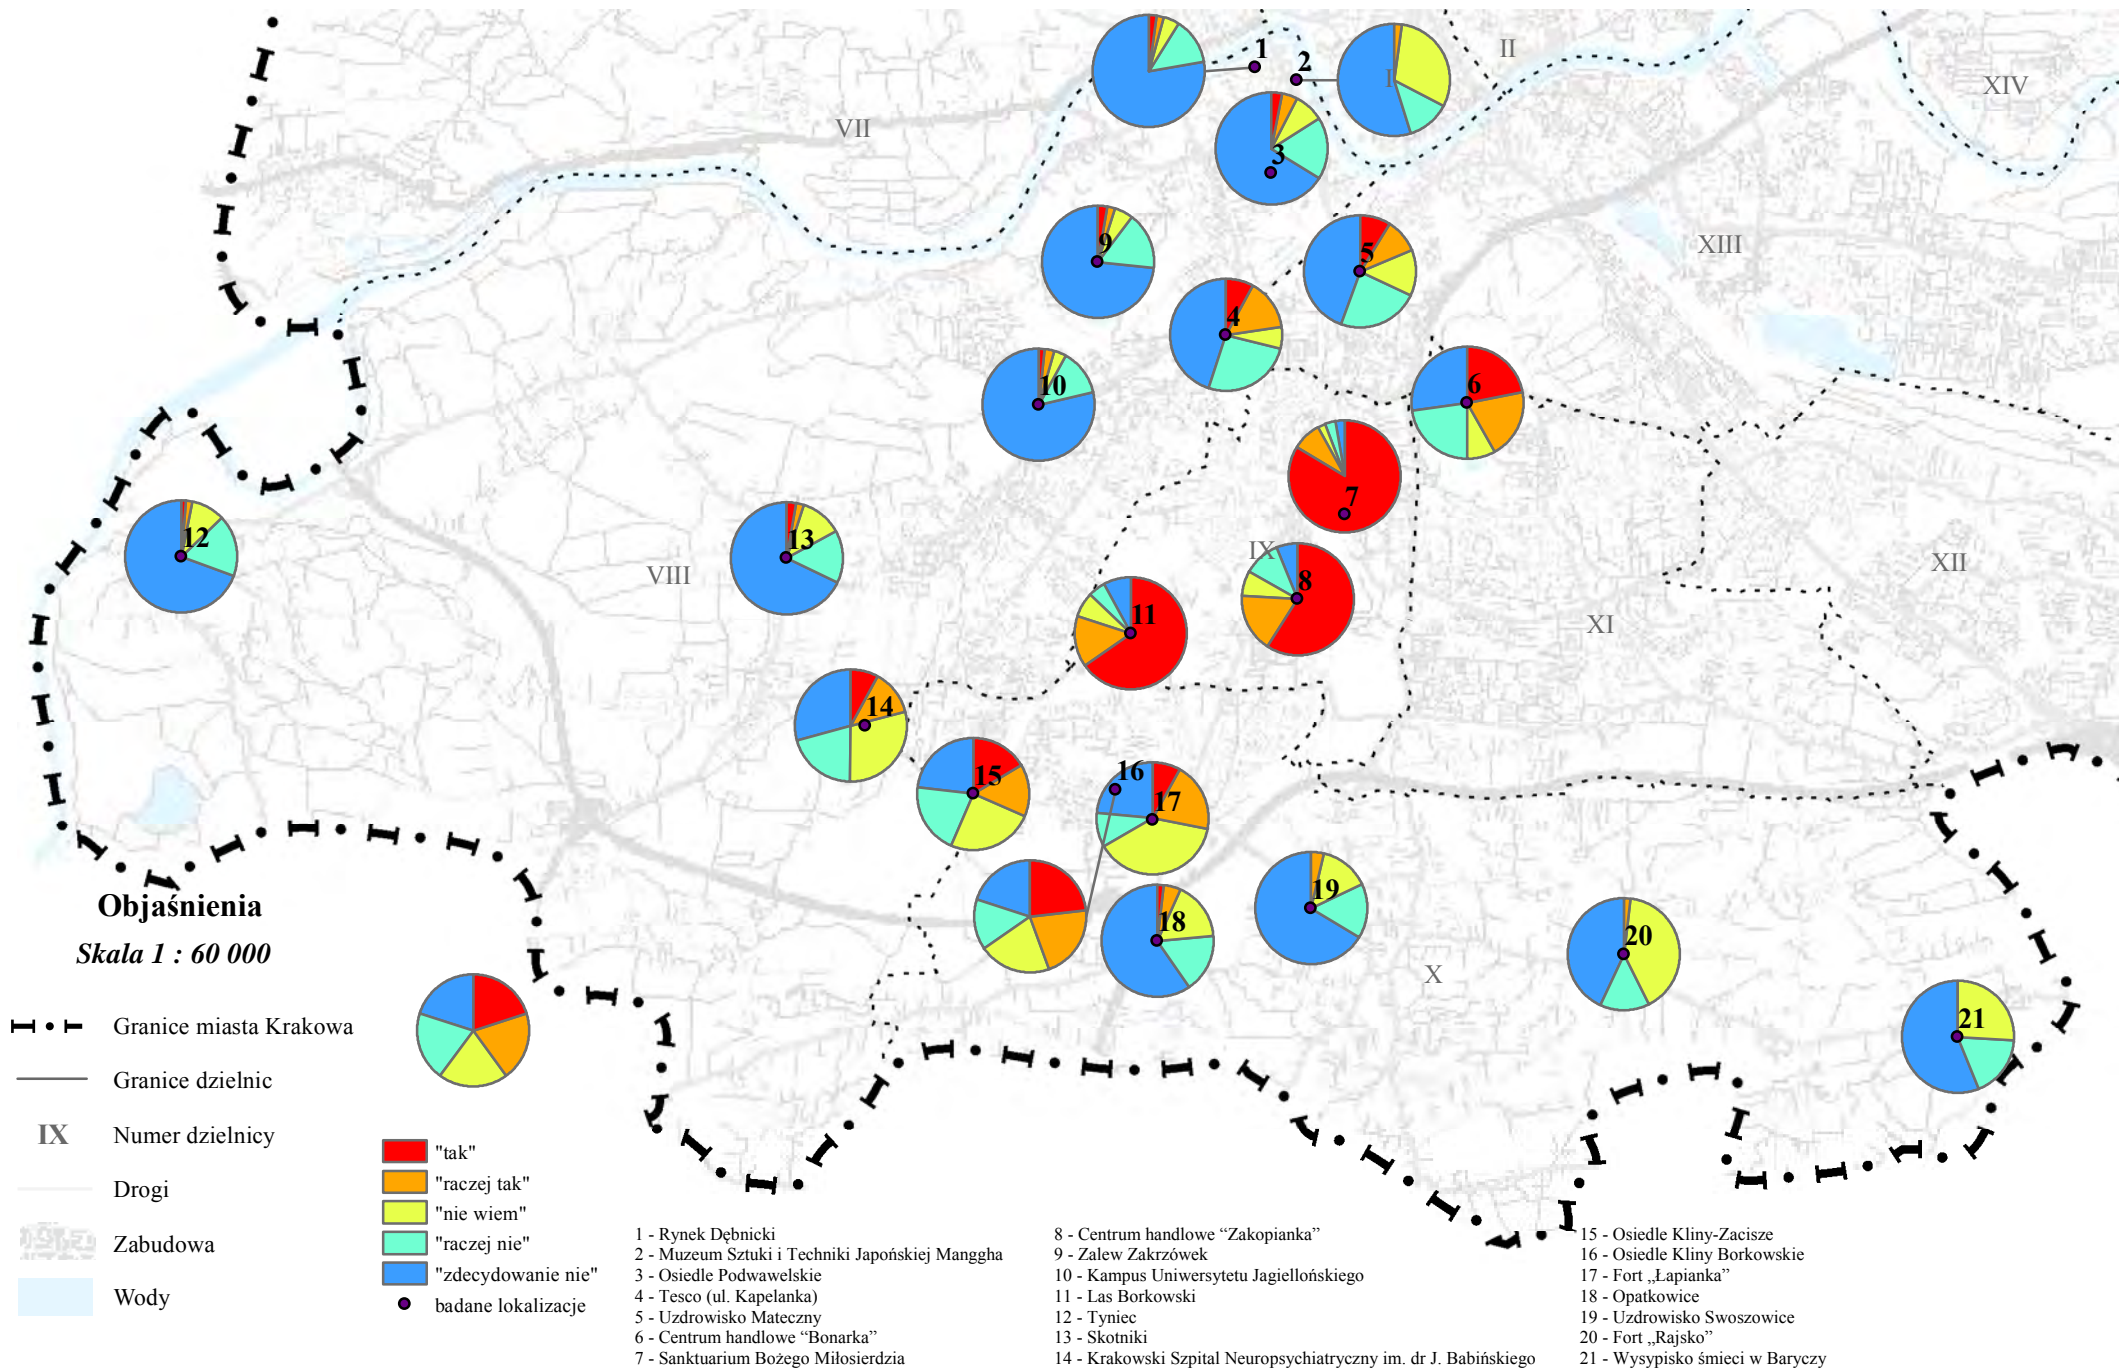 1
2
I
II
XIV
VII
3
9
5
XIII
4
10
6
7
12
13
VIII
IX
8
XII
11
XI
14
15
16
17
19
18
20
X
21
Objaśnienia
Skala 1 : 60 000
Granice miasta Krakowa
Granice dzielnic
IX Numer dzielnicy
Drogi
Zabudowa
Wody
"tak"
"raczej tak"
"nie wiem"
"raczej nie"
"zdecydowanie nie"
badane lokalizacje
1 - Rynek Dębnicki
2 - Muzeum Sztuki i Techniki Japońskiej Manggha
3 - Osiedle Podwawelskie
4 - Tesco (ul. Kapelanka)
5 - Uzdrowisko Mateczny
6 - Centrum handlowe “Bonarka”
7 - Sanktuarium Bożego Miłosierdzia
8 - Centrum handlowe “Zakopianka”
9 - Zalew Zakrzówek
10 - Kampus Uniwersytetu Jagiellońskiego
11 - Las Borkowski
12 - Tyniec
13 - Skotniki
14 - Krakowski Szpital Neuropsychiatryczny im. dr J. Babińskiego
15 - Osiedle Kliny-Zacisze
16 - Osiedle Kliny Borkowskie
17 - Fort „Łapianka”
18 - Opatkowice
19 - Uzdrowisko Swoszowice
20 - Fort „Rajsko”
21 - Wysypisko śmieci w Baryczy